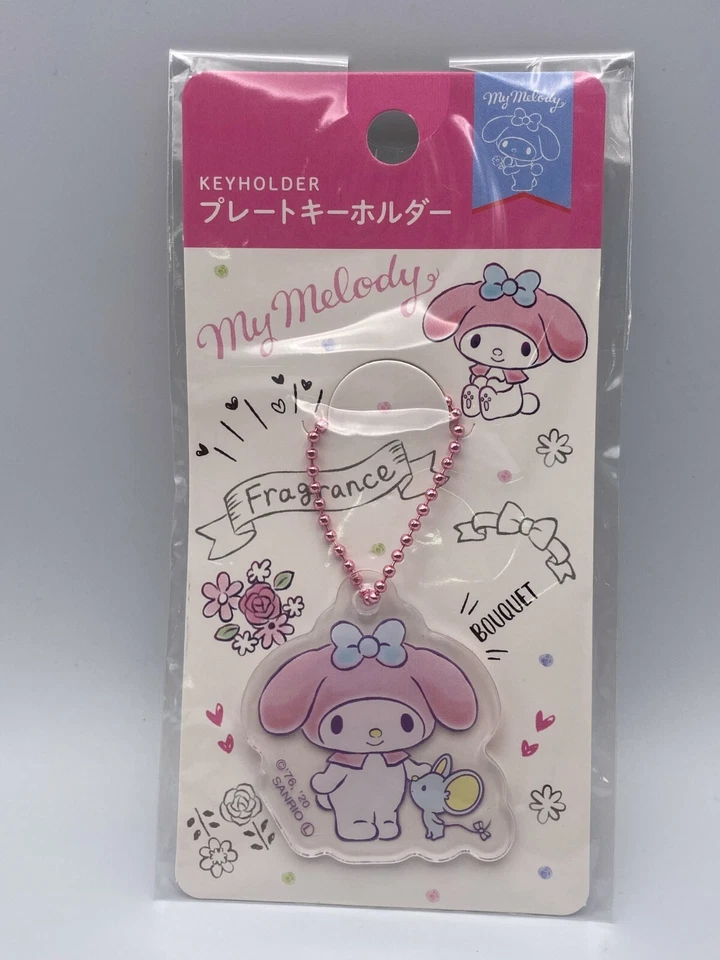 My Melody
KEYHOLDER
プレートキーホルダー
My Melody
Fragrance
BOUQUET
©'76, '20
SANRIO Ⓛ